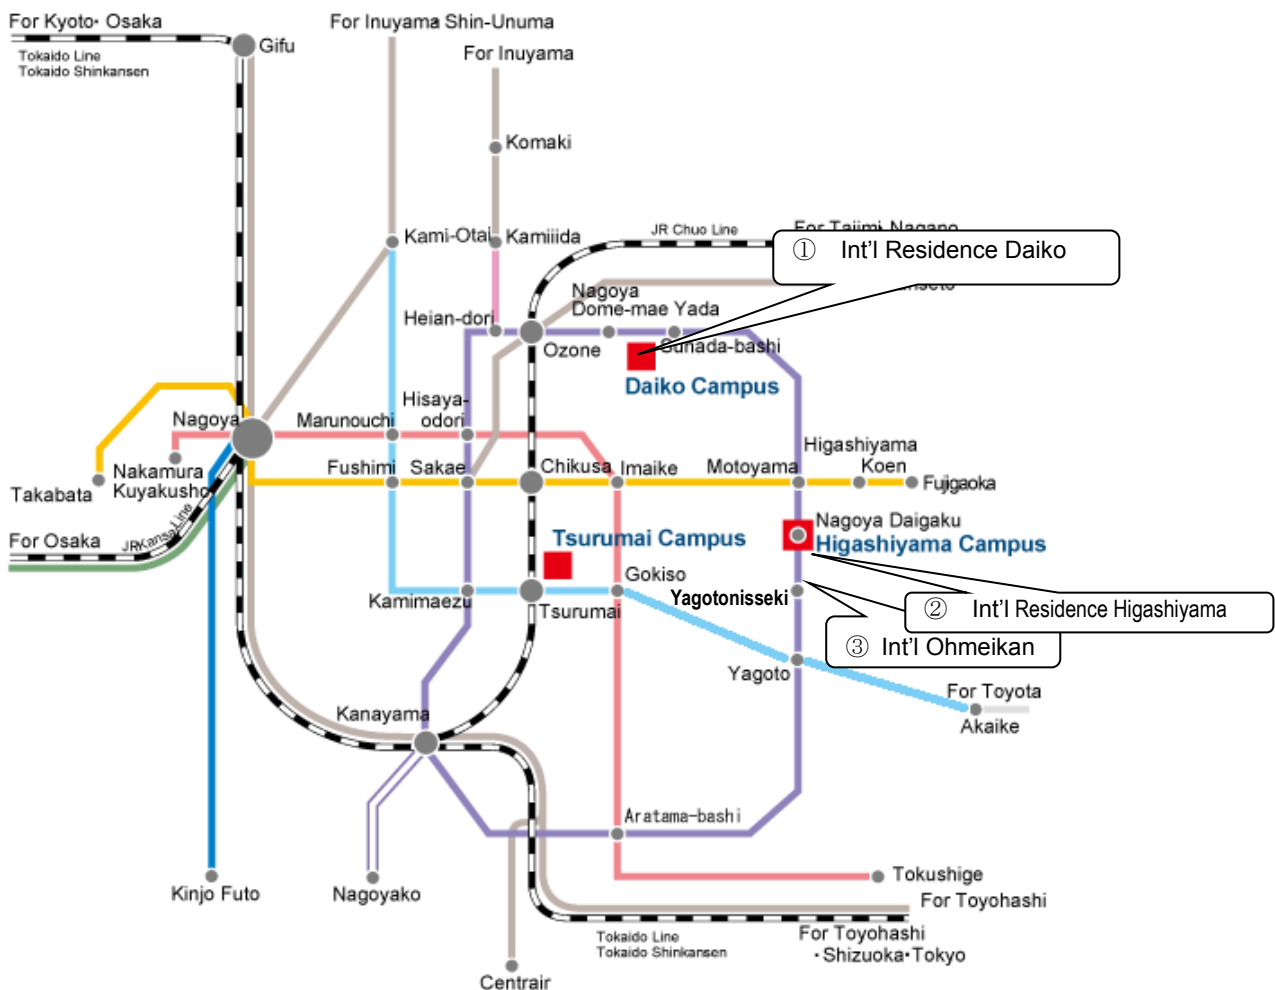 For Kyoto・Osaka
Tokaido Line
Tokaido Shinkansen
Gifu
For Inuyama Shin-Unuma
For Inuyama
Komaki
Kami-Otai
Kamiiida
JR Chuo Line
For Tajimi・Nagano
① Int'l Residence Daiko
Nagoya
Dome-mae Yada
Heian-dori
Ozone
Sunada-bashi
Daiko Campus
Hisaya-
odori
Nagoya
Marunouchi
Higashiyama
Koen
Nakamura
Kuyakusho
Takabata
Fushimi
Sakae
Chikusa
Imaike
Motoyama
Fujigaoka
For Osaka
JRKansai Line
Tsurumai Campus
Nagoya Daigaku
Higashiyama Campus
Kamimaezu
Tsurumai
Gokiso
Yagotonisseki
② Int'l Residence Higashiyama
③ Int'l Ohmeikan
Yagoto
For Toyota
Akaike
Kanayama
Aratama-bashi
Kinjo Futo
Nagoyako
Tokushige
For Toyohashi
Tokaido Line
Tokaido Shinkansen
For Toyohashi
・Shizuoka・Tokyo
Centrair